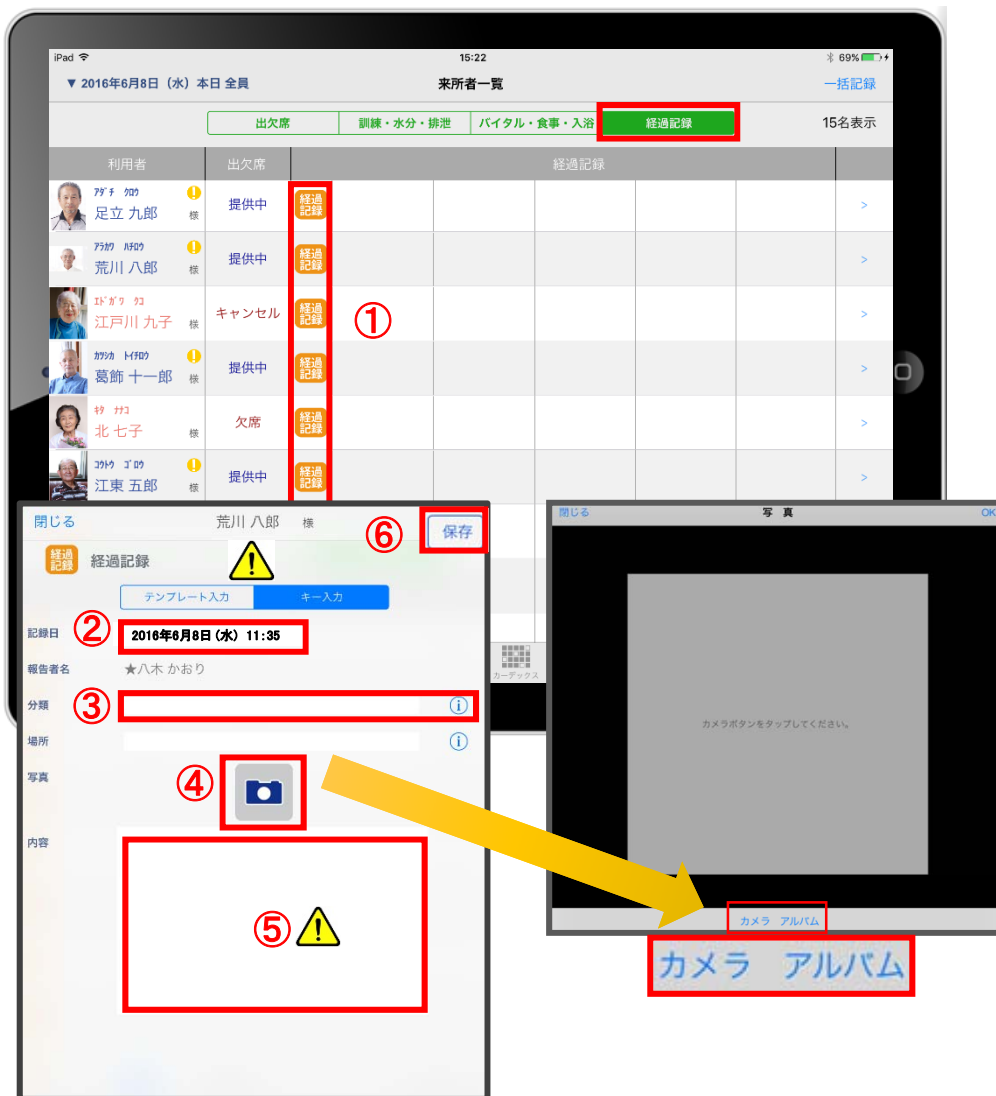 iPad 15:22 69%
▼ 2016年6月8日（水）本日 全員 来所者一覧 一括記録
出欠席 訓練・水分・排泄 バイタル・食事・入浴 経過記録 15名表示
利用者 出欠席 経過記録
ｱﾀﾞﾁ ｸﾛｳ
足立 九郎 様 提供中 経過記録 >
ｱﾗｶﾜ ﾊﾁﾛｳ
荒川 八郎 様 提供中 経過記録 >
ｴﾄﾞｶﾞﾜ ｸｺ
江戸川 九子 様 キャンセル 経過記録 ① >
ｶﾂｼｶ ﾄｲﾁﾛｳ
葛飾 十一郎 様 提供中 経過記録 >
ｷﾀ ﾅﾅｺ
北 七子 様 欠席 経過記録 >
ｺｳﾄｳ ｺﾞﾛｳ
江東 五郎 様 提供中 経過記録 >
カーデックス
閉じる 荒川 八郎 様 ⑥ 保存
経過記録 経過記録
テンプレート入力 キー入力
記録日 ② 2016年6月8日(水) 11:35
報告者名 ★八木 かおり
分類 ③
場所
写真 ④
内容
⑤
閉じる 写 真 OK
カメラボタンをタップしてください。
カメラ アルバム
カメラ アルバム